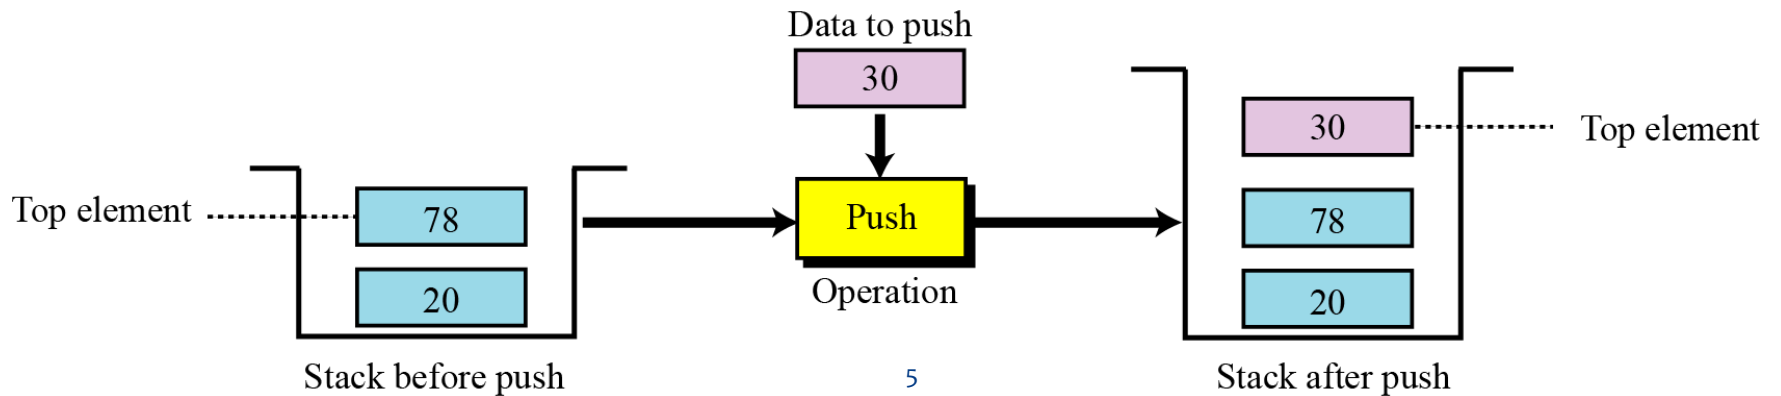 Data to push
30
30
Top element
Top element
78
Push
78
20
Operation
20
Stack before push
5
Stack after push